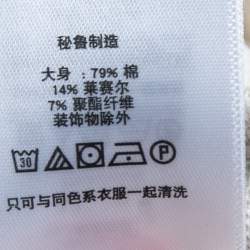 秘鲁制造
大身：79% 棉
14% 莱赛尔
7% 聚酯纤维
装饰物除外
30 P
只可与同色系衣服一起清洗